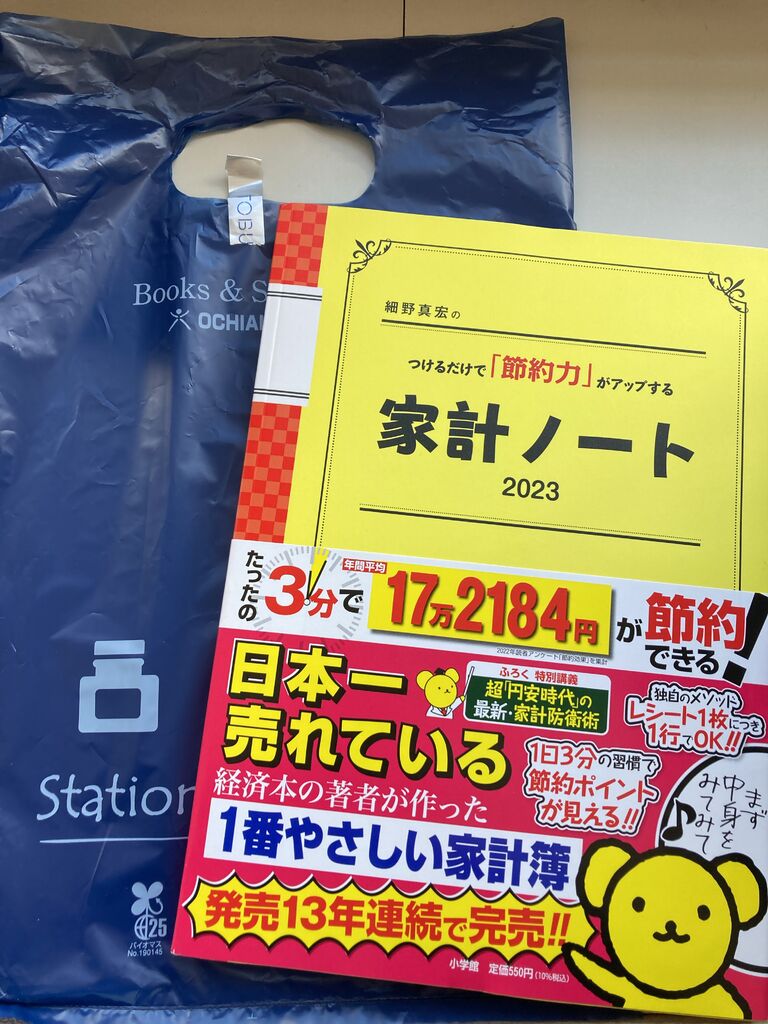 TOBU
Books & S
OCHIAI
Station
25
バイオマス
No.190145
細野真宏の
つけるだけで「節約力」がアップする
家計ノート
2023
たったの3分で
年間平均
17万2184円
が節約できる!
2022年読者アンケート「節約効果」を集計
日本一
売れている
経済本の著者が作った
1番やさしい家計簿
発売13年連続で完売!!
ふろく 特別講義
超「円安時代」の
最新・家計防衛術
独自のメソッド
レシート1枚につき
1行でOK!!
1日3分の習慣で
節約ポイント
が見える!!
まず
中身を
みてみて
小学館 定価550円(10%税込)